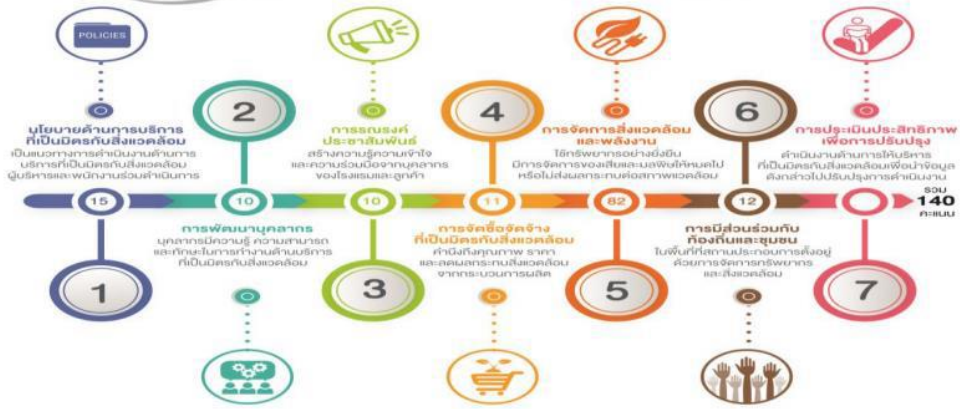 POLICIES
1
นโยบายด้านการบริการ
ที่เป็นมิตรกับสิ่งแวดล้อม
เป็นแนวทางการดำเนินงานด้านการ
บริการที่เป็นมิตรกับสิ่งแวดล้อม
ผู้บริหารและพนักงานร่วมดำเนินการ
15
2
10
การพัฒนาบุคลากร
บุคลากรมีความรู้ ความสามารถ
และทักษะในการทำงานด้านบริการ
ที่เป็นมิตรกับสิ่งแวดล้อม
3
การรณรงค์
ประชาสัมพันธ์
สร้างความรู้ความเข้าใจ
และความร่วมมือจากบุคลากร
ของโรงแรมและลูกค้า
10
4
11
การจัดซื้อจัดจ้าง
ที่เป็นมิตรกับสิ่งแวดล้อม
คำนึงถึงคุณภาพ ราคา
และลดผลกระทบสิ่งแวดล้อม
จากกระบวนการผลิต
5
การจัดการสิ่งแวดล้อม
และพลังงาน
ใช้ทรัพยากรอย่างยั่งยืน
มีการจัดการของเสียและมลพิษให้หมดไป
หรือไม่ส่งผลกระทบต่อสภาพแวดล้อม
82
6
12
การมีส่วนร่วมกับ
ท้องถิ่นและชุมชน
ในพื้นที่ที่สถานประกอบการตั้งอยู่
ด้วยการจัดการทรัพยากร
และสิ่งแวดล้อม
7
การประเมินประสิทธิภาพ
เพื่อการปรับปรุง
ดำเนินงานด้านการให้บริหาร
ที่เป็นมิตรกับสิ่งแวดล้อมเพื่อนำข้อมูล
ดังกล่าวไปปรับปรุงการดำเนินงาน
รวม
140
คะแนน